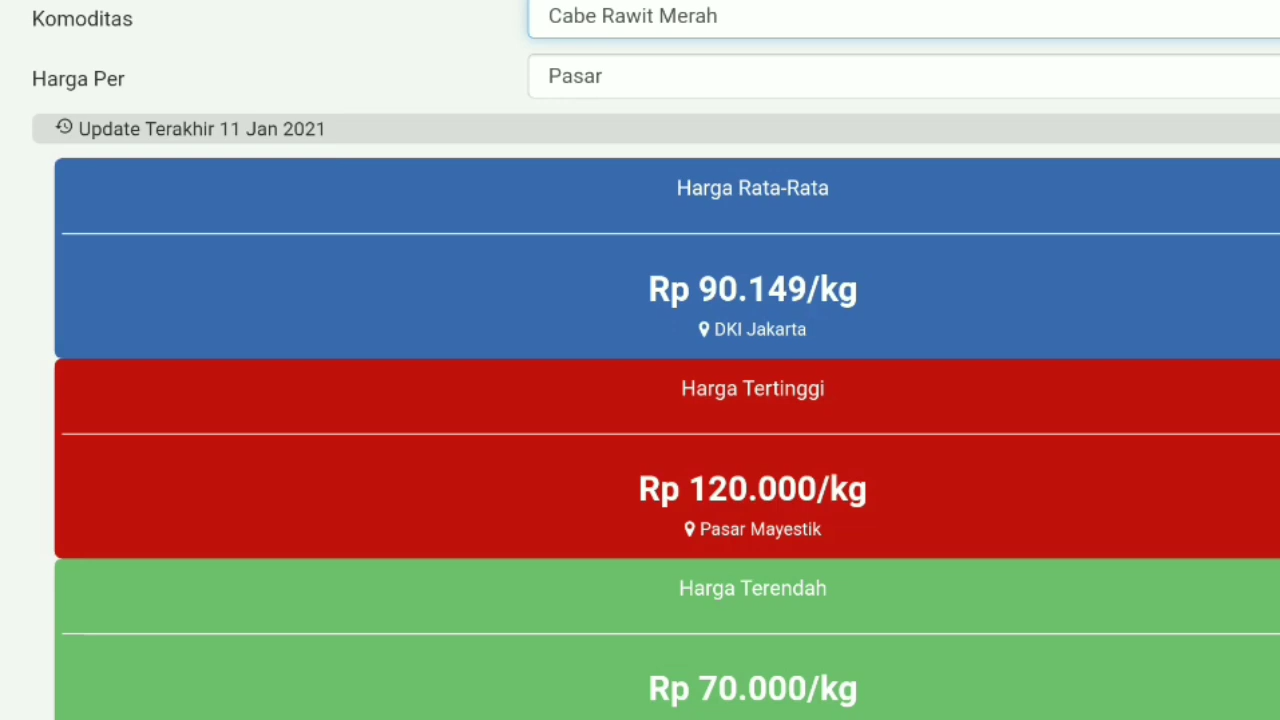 Komoditas
Cabe Rawit Merah
Harga Per
Pasar
Update Terakhir 11 Jan 2021
Harga Rata-Rata
Rp 90.149/kg
DKI Jakarta
Harga Tertinggi
Rp 120.000/kg
Pasar Mayestik
Harga Terendah
Rp 70.000/kg